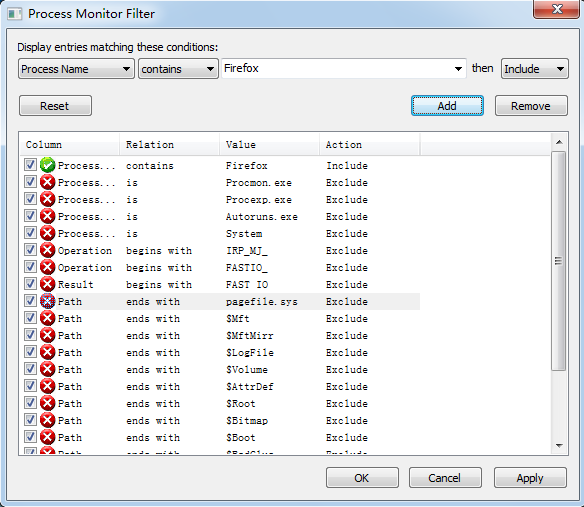 Process Monitor Filter
Display entries matching these conditions:
Process Name contains Firefox then Include
Reset Add Remove
Column Relation Value Action
Process... contains Firefox Include
Process... is Procmon.exe Exclude
Process... is Procexp.exe Exclude
Process... is Autoruns.exe Exclude
Process... is System Exclude
Operation begins with IRP_MJ_ Exclude
Operation begins with FASTIO_ Exclude
Result begins with FAST IO Exclude
Path ends with pagefile.sys Exclude
Path ends with $Mft Exclude
Path ends with $MftMirr Exclude
Path ends with $LogFile Exclude
Path ends with $Volume Exclude
Path ends with $AttrDef Exclude
Path ends with $Root Exclude
Path ends with $Bitmap Exclude
Path ends with $Boot Exclude
Path ends with $BadClus Exclude
OK Cancel Apply